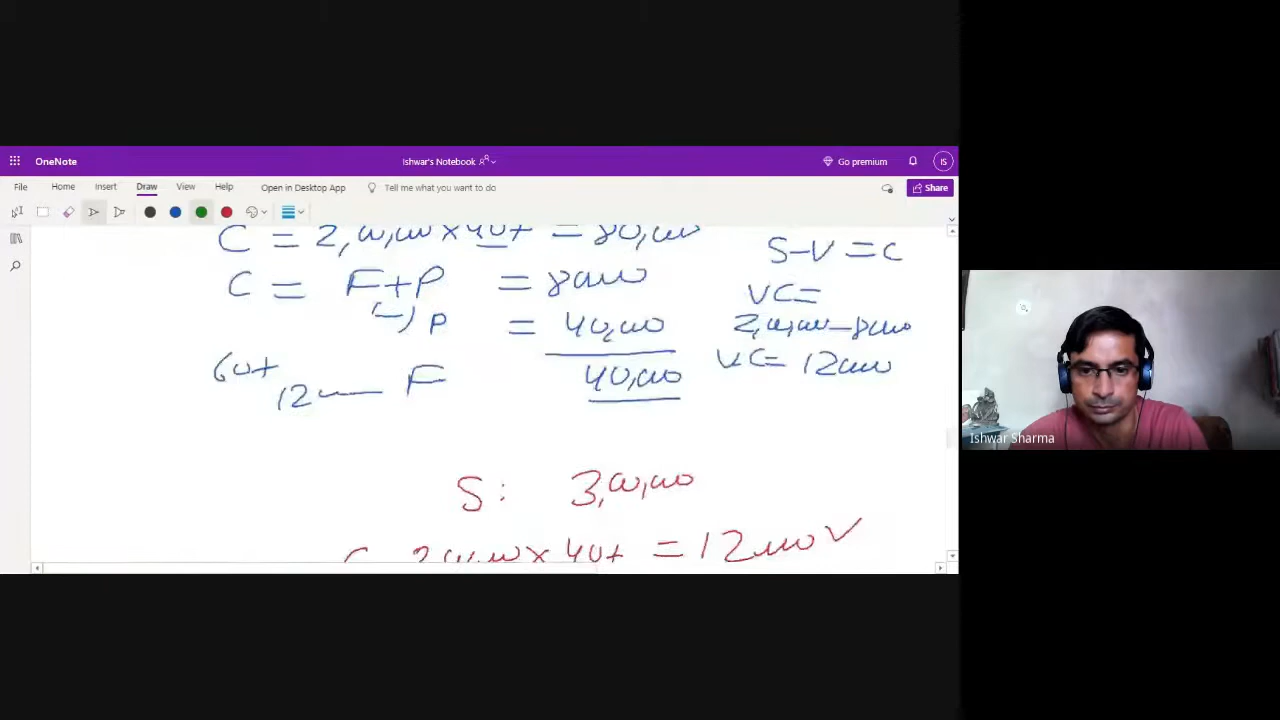 OneNote
Ishwar's Notebook
Go premium
IS
File Home Insert Draw View Help Open in Desktop App Tell me what you want to do
Share
C = 2,00,000 × 40% = 80,000
S-V = C
C = F+P = 80000
VC =
(-) P = 40,000
2,00,000 - 80000
60%
F 40,000
VC = 120000
S: 3,00,000
C 3,00,000 × 40% = 120000
Ishwar Sharma